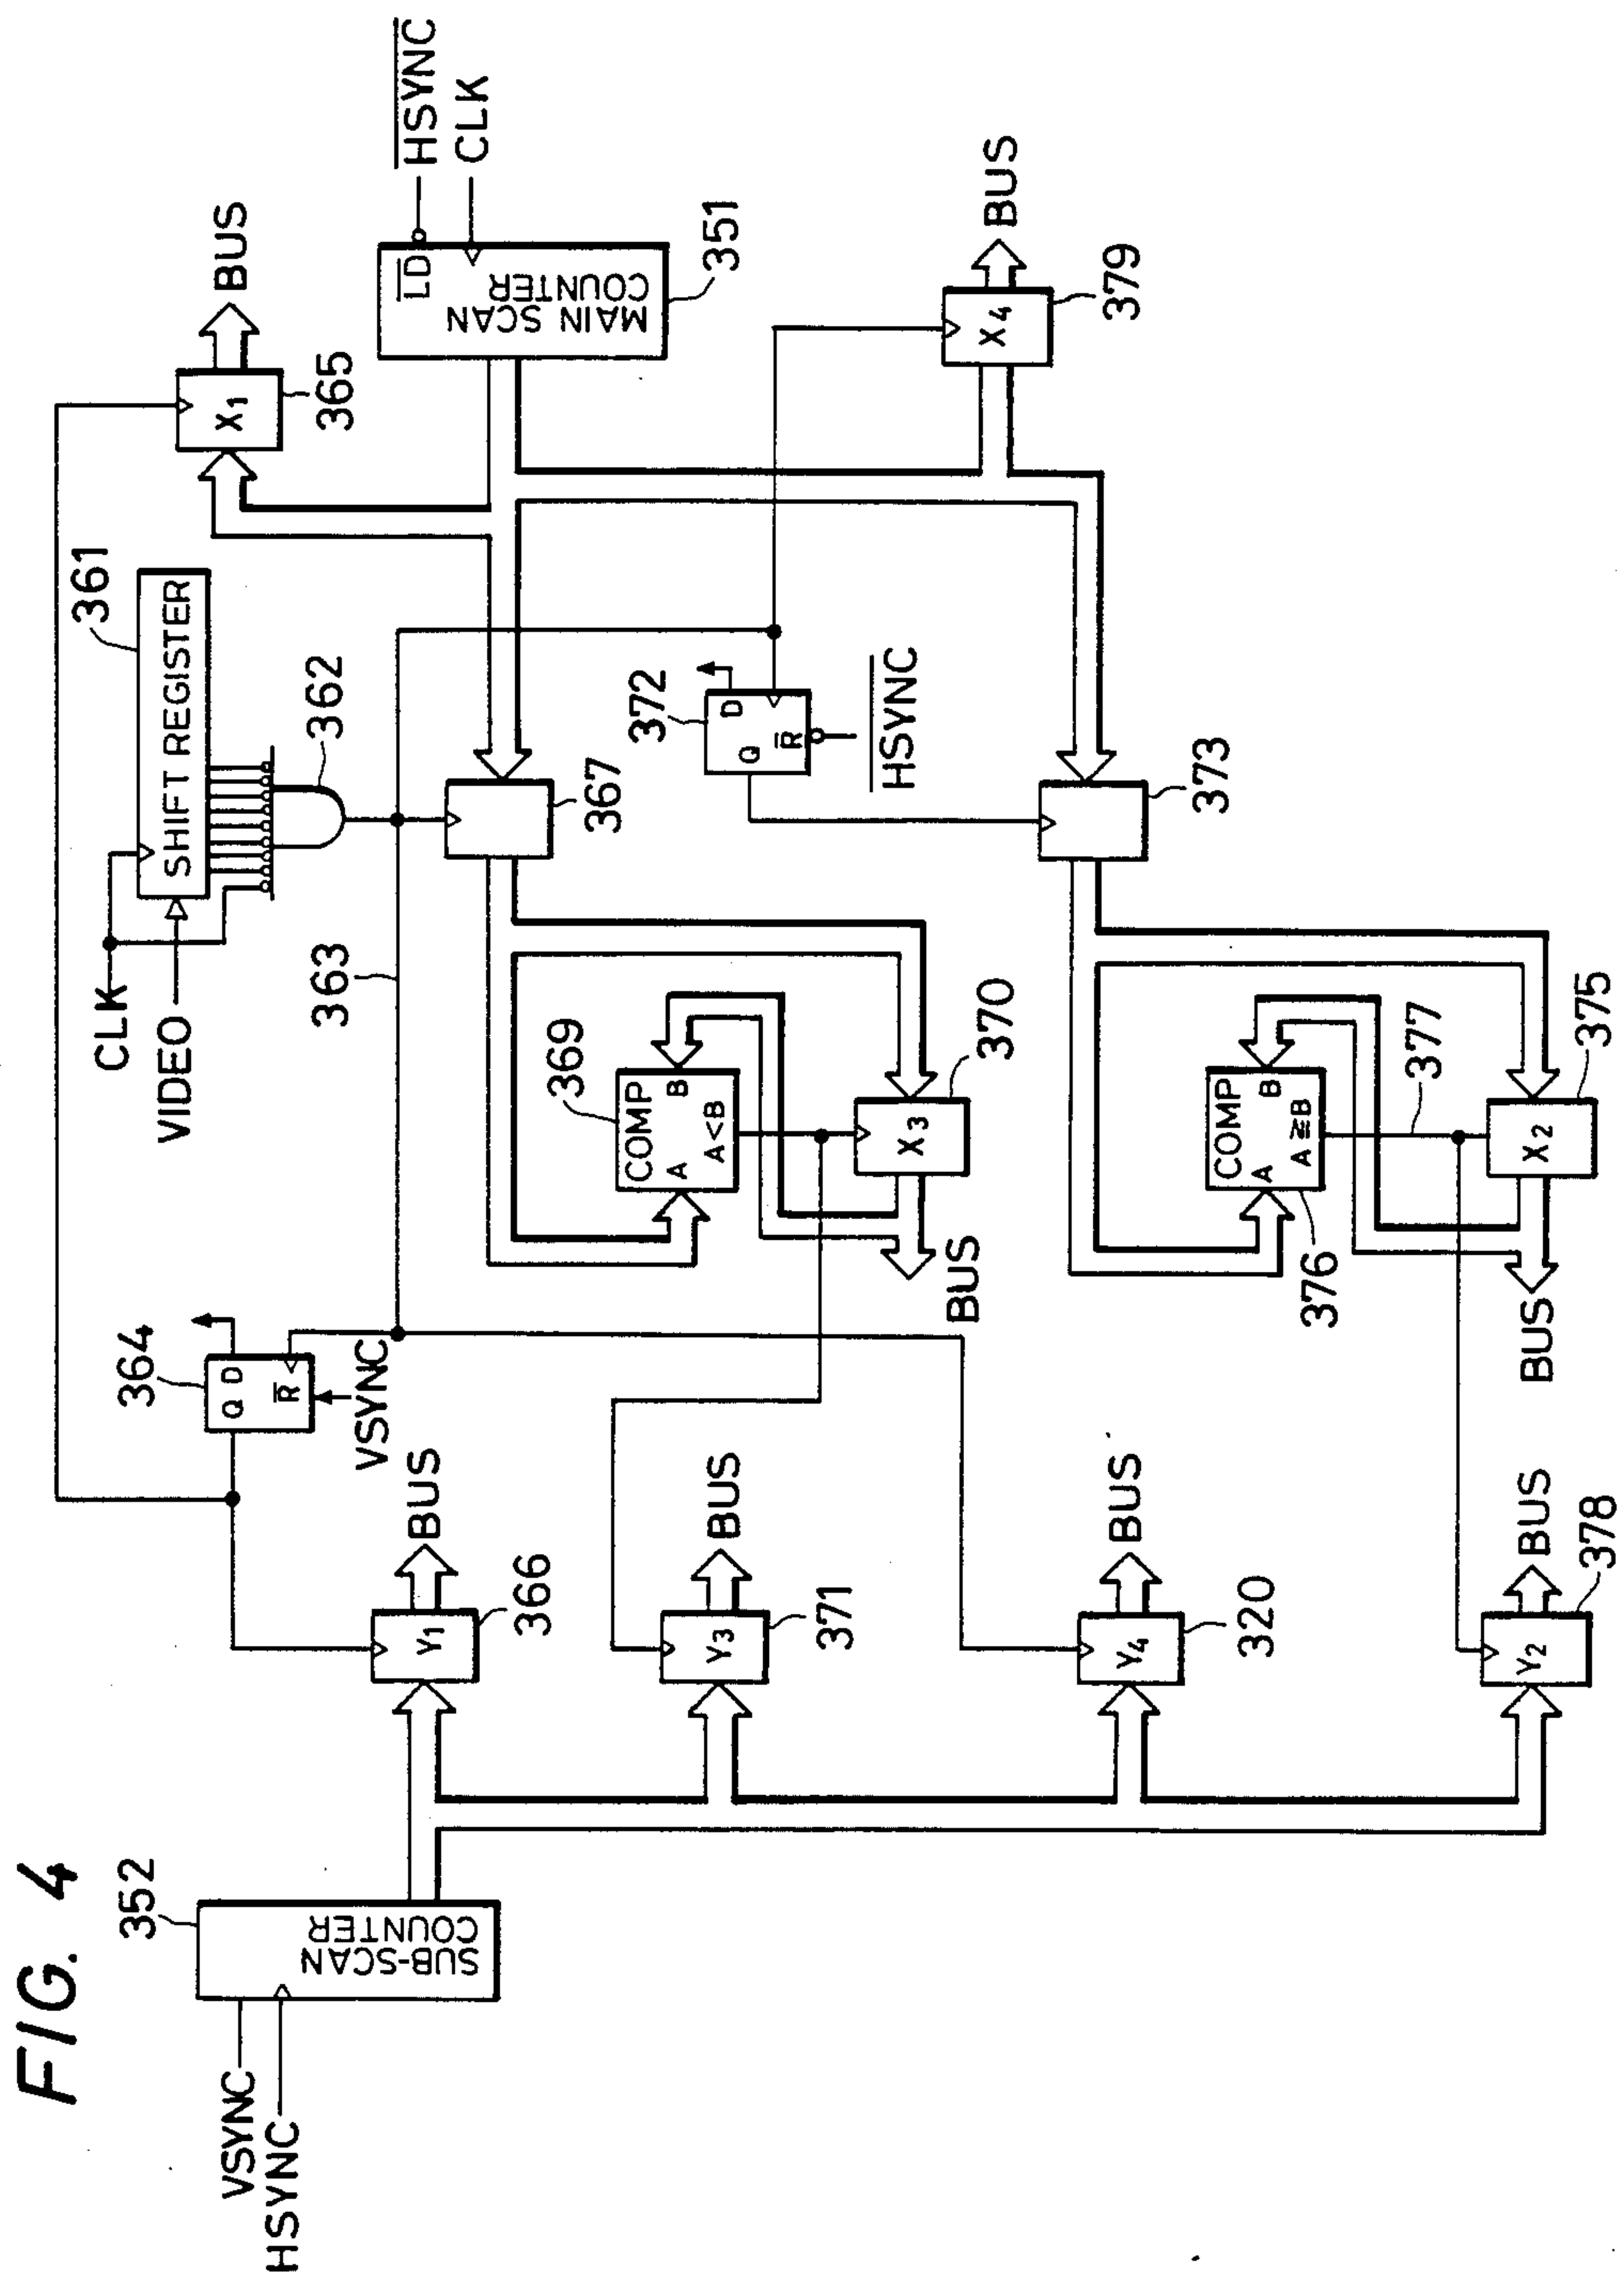 FIG. 4
HSYNC
CLK
BUS
LD
MAIN SCAN
COUNTER
351
X1
365
BUS
X4
379
361
SHIFT REGISTER
362
CLK
VIDEO
363
367
372
D
Q
R
HSYNC
373
369
COMP
A
B
A<B
X3
370
BUS
376
COMP
A
B
A≧B
377
X2
375
BUS
364
Q D
R
VSYNC
BUS
Y1
366
BUS
Y3
371
BUS
Y4
320
BUS
Y2
378
352
SUB-SCAN
COUNTER
VSYNC
HSYNC